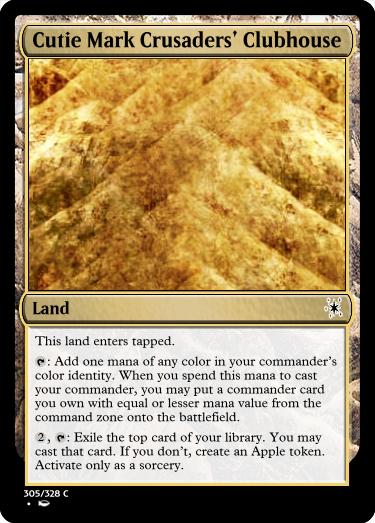 Cutie Mark Crusaders' Clubhouse
Land
This land enters tapped.
: Add one mana of any color in your commander's
color identity. When you spend this mana to cast
your commander, you may put a commander card
you own with equal or lesser mana value from the
command zone onto the battlefield.
2, : Exile the top card of your library. You may
cast that card. If you don't, create an Apple token.
Activate only as a sorcery.
305/328 C